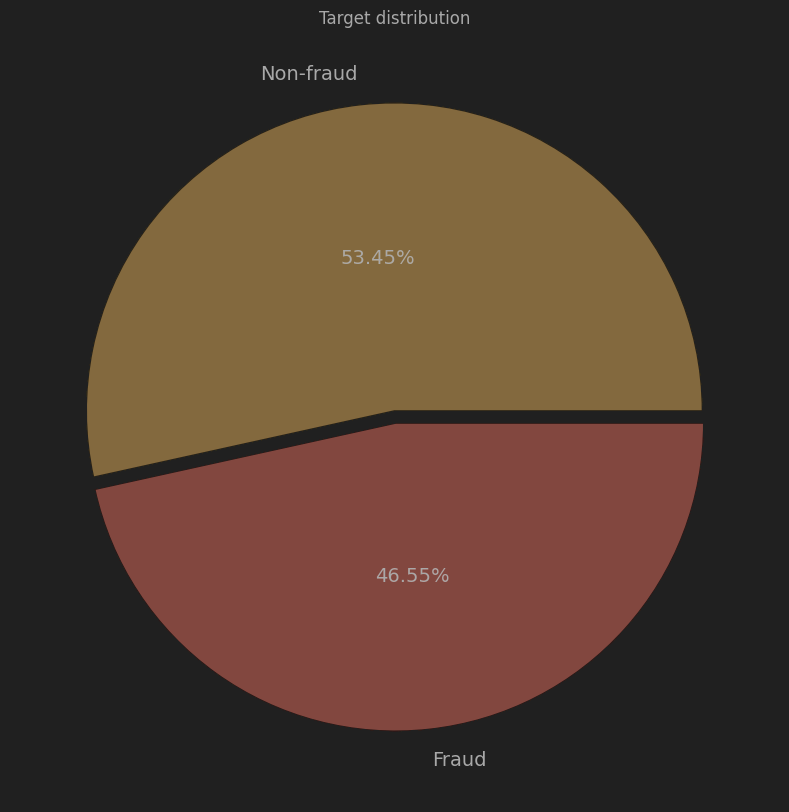 Target distribution
Non-fraud
53.45%
46.55%
Fraud